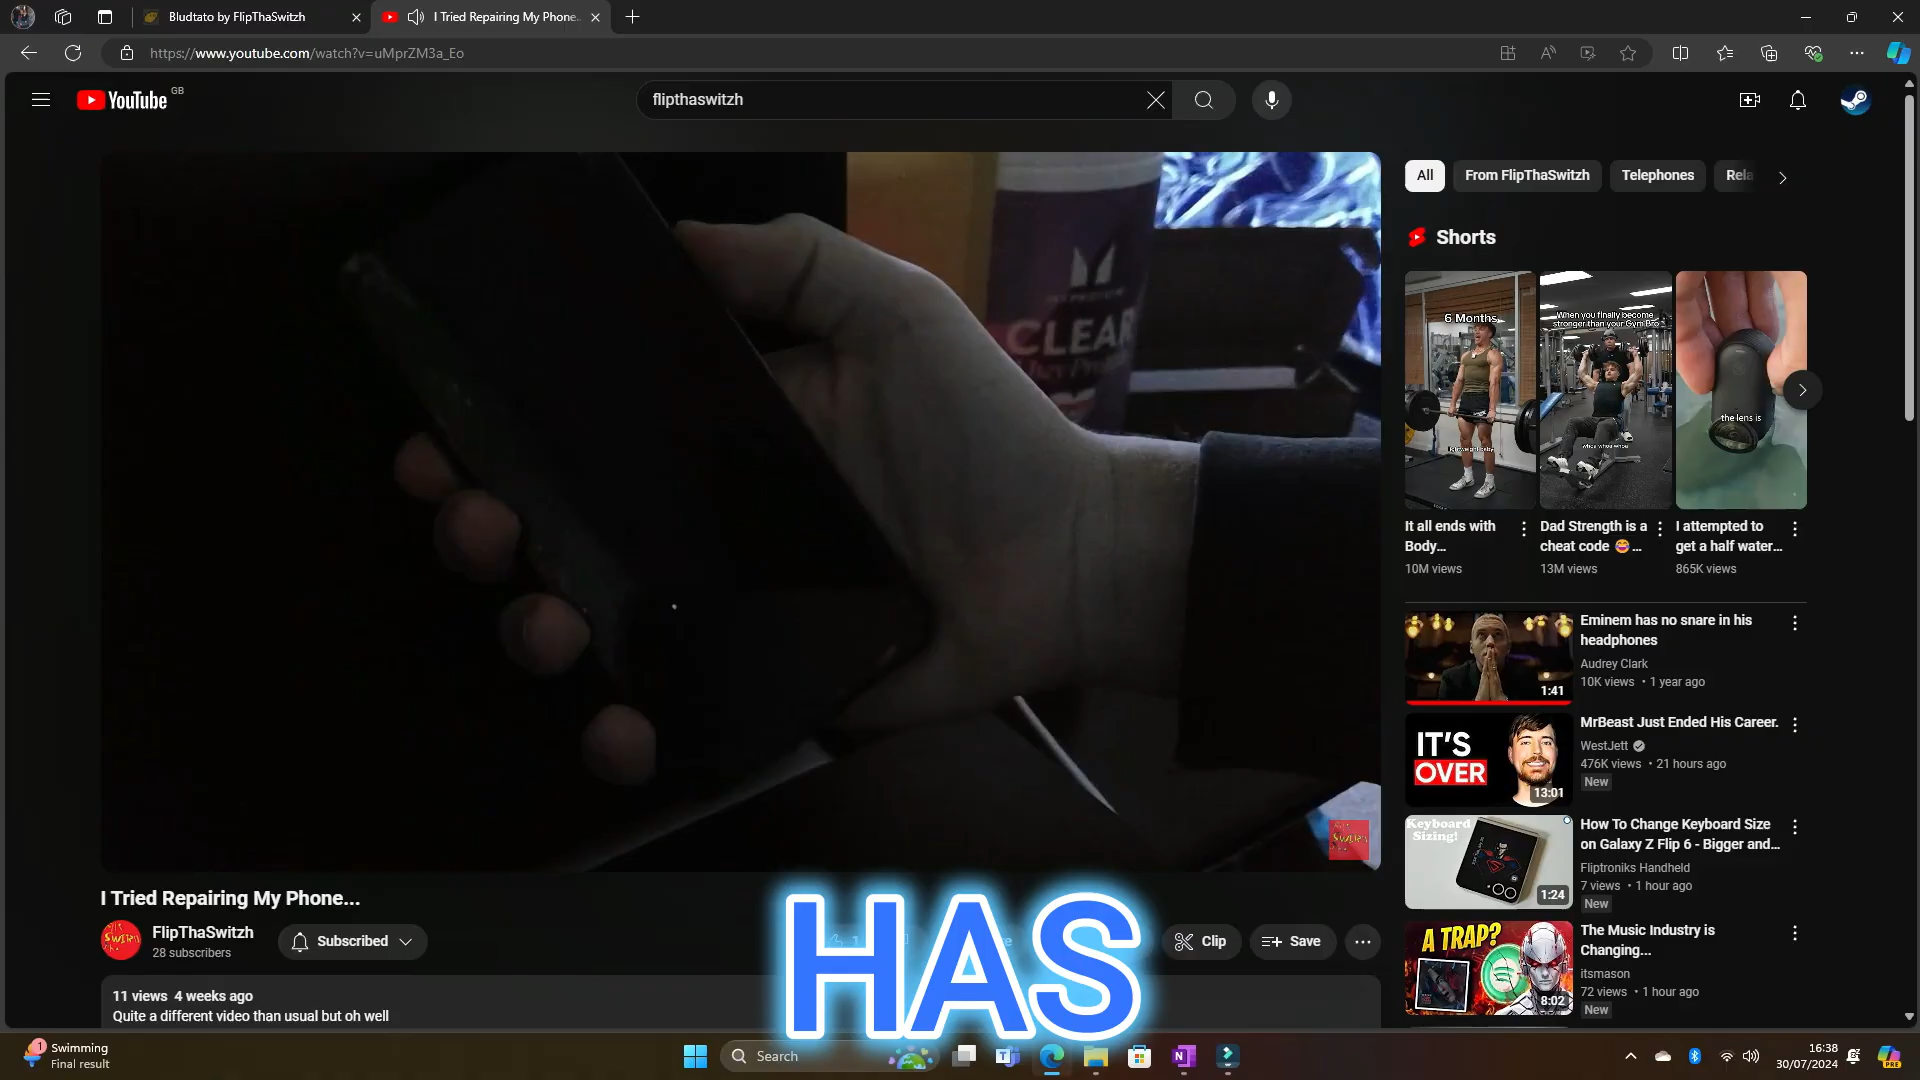 Bludtato by FlipThaSwitzh
I Tried Repairing My Phone...
https://www.youtube.com/watch?v=uMprZM3a_Eo
YouTube GB
flipthaswitzh
CLEAR
All
From FlipThaSwitzh
Telephones
Rela
Shorts
6 Months
When you finally become
stronger than your Gym Bro
the lens is
It all ends with
Body...
10M views
Dad Strength is a
cheat code 😂 ...
13M views
I attempted to
get a half water...
865K views
1:41
Eminem has no snare in his
headphones
Audrey Clark
10K views • 1 year ago
IT'S
OVER
13:01
MrBeast Just Ended His Career.
WestJett
476K views • 21 hours ago
New
Keyboard
Sizing!
1:24
How To Change Keyboard Size
on Galaxy Z Flip 6 - Bigger and...
Fliptroniks Handheld
7 views • 1 hour ago
New
A TRAP?
8:02
The Music Industry is
Changing...
itsmason
72 views • 1 hour ago
New
I Tried Repairing My Phone...
FlipThaSwitzh
28 subscribers
Subscribed
Clip
Save
HAS
11 views 4 weeks ago
Quite a different video than usual but oh well
1
Swimming
Final result
Search
16:38
30/07/2024